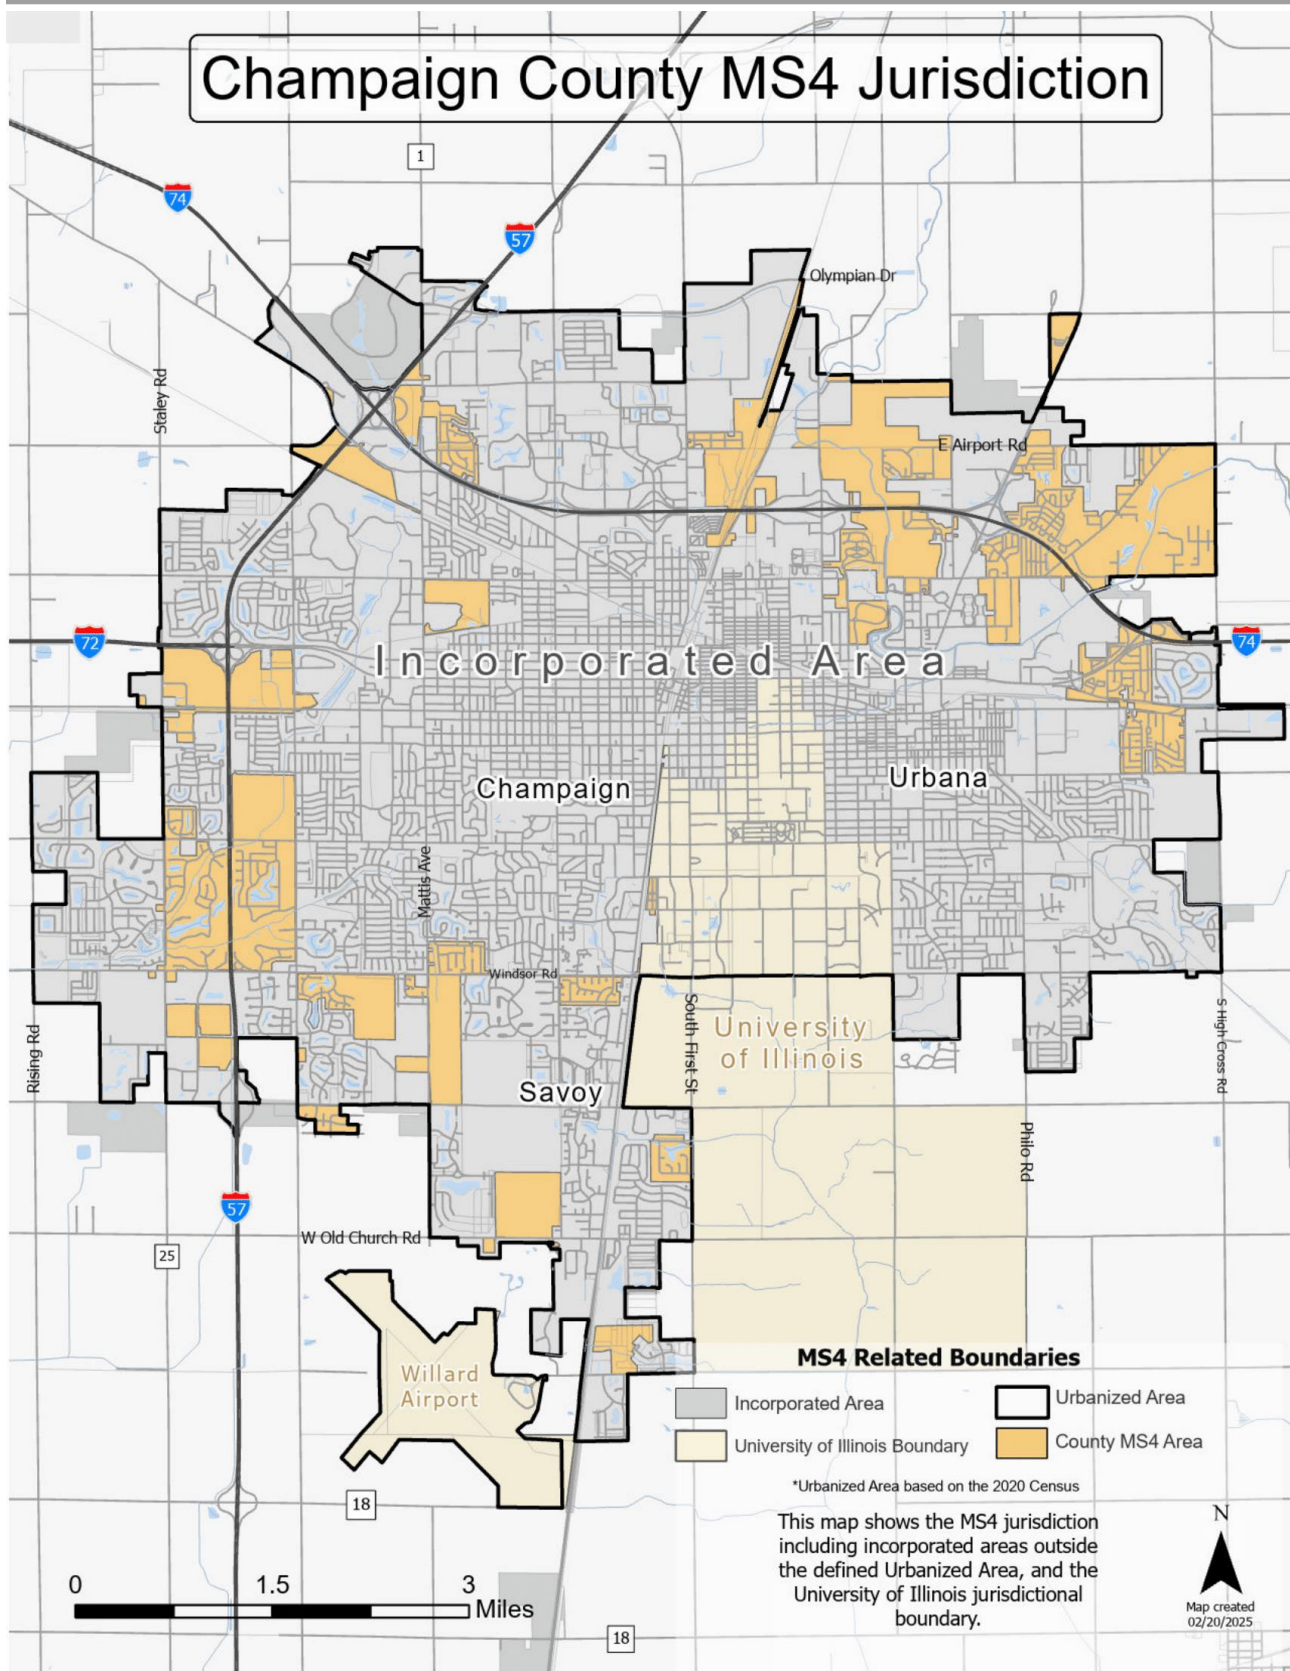 Champaign County MS4 Jurisdiction
1
74
57
Olympian Dr
Staley Rd
E Airport Rd
72
Incorporated Area
74
Champaign
Urbana
Mattis Ave
Windsor Rd
University
of Illinois
South First St
S High Cross Rd
Rising Rd
Savoy
Philo Rd
57
W Old Church Rd
25
Willard
Airport
MS4 Related Boundaries
Incorporated Area
Urbanized Area
University of Illinois Boundary
County MS4 Area
*Urbanized Area based on the 2020 Census
18
This map shows the MS4 jurisdiction
including incorporated areas outside
the defined Urbanized Area, and the
University of Illinois jurisdictional
boundary.
N
Map created
02/20/2025
0 1.5 3
Miles
18